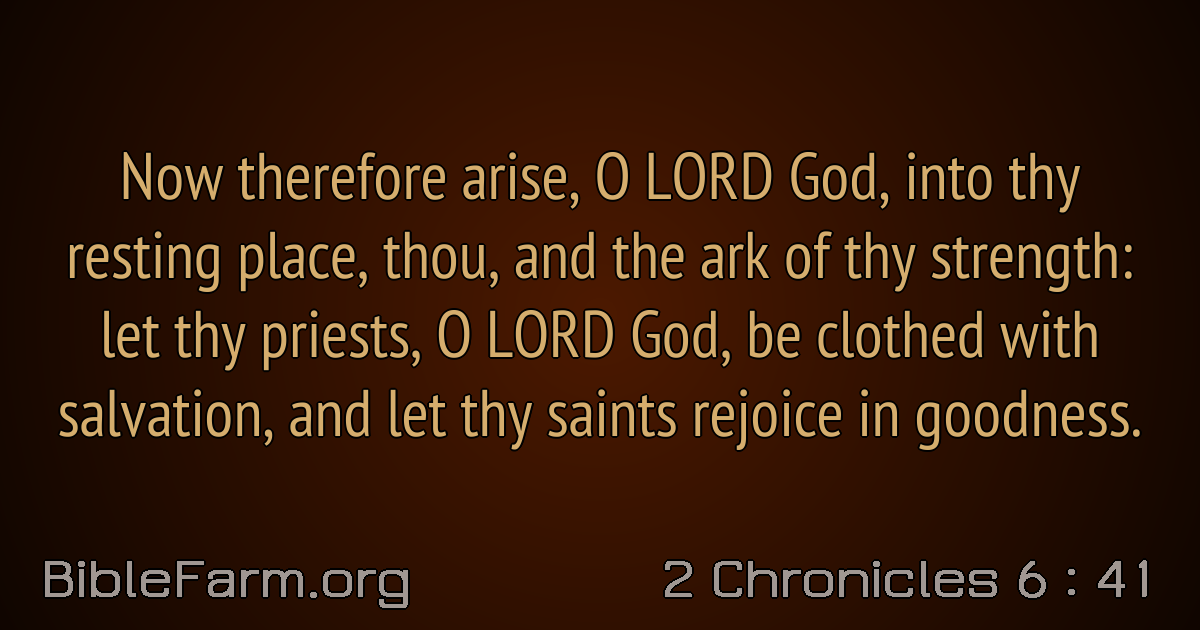 Now therefore arise, O LORD God, into thy
resting place, thou, and the ark of thy strength:
let thy priests, O LORD God, be clothed with
salvation, and let thy saints rejoice in goodness.
BibleFarm.org
2 Chronicles 6 : 41